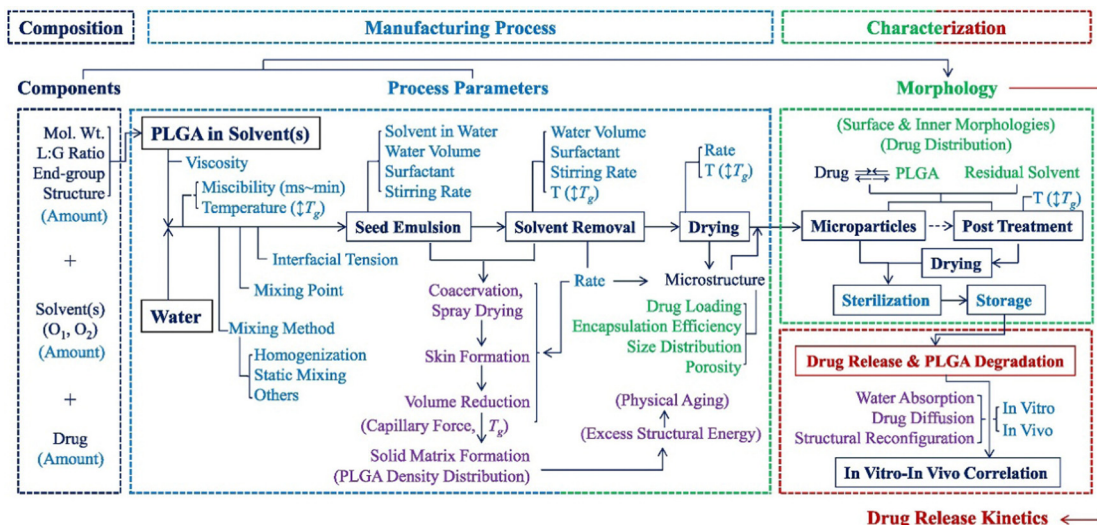 Composition
Manufacturing Process
Characterization
Components
Process Parameters
Morphology
Mol. Wt.
L:G Ratio
End-group
Structure
(Amount)
+
Solvent(s)
(O₁, O₂)
(Amount)
+
Drug
(Amount)
PLGA in Solvent(s)
Viscosity
Miscibility (ms~min)
Temperature (↕Tg)
Water
Interfacial Tension
Mixing Point
Mixing Method
Homogenization
Static Mixing
Others
Solvent in Water
Water Volume
Surfactant
Stirring Rate
Seed Emulsion
Water Volume
Surfactant
Stirring Rate
T (↕Tg)
Solvent Removal
Rate
T (↕Tg)
Drying
Coacervation,
Spray Drying
Skin Formation
Volume Reduction
(Capillary Force, Tg)
Solid Matrix Formation
(PLGA Density Distribution)
Rate
Microstructure
Drug Loading
Encapsulation Efficiency
Size Distribution
Porosity
(Physical Aging)
(Excess Structural Energy)
(Surface & Inner Morphologies)
(Drug Distribution)
Drug ⇌ PLGA
Residual Solvent
T (↕Tg)
Microparticles
Post Treatment
Drying
Sterilization
Storage
Drug Release & PLGA Degradation
Water Absorption
Drug Diffusion
Structural Reconfiguration
In Vitro
In Vivo
In Vitro-In Vivo Correlation
Drug Release Kinetics